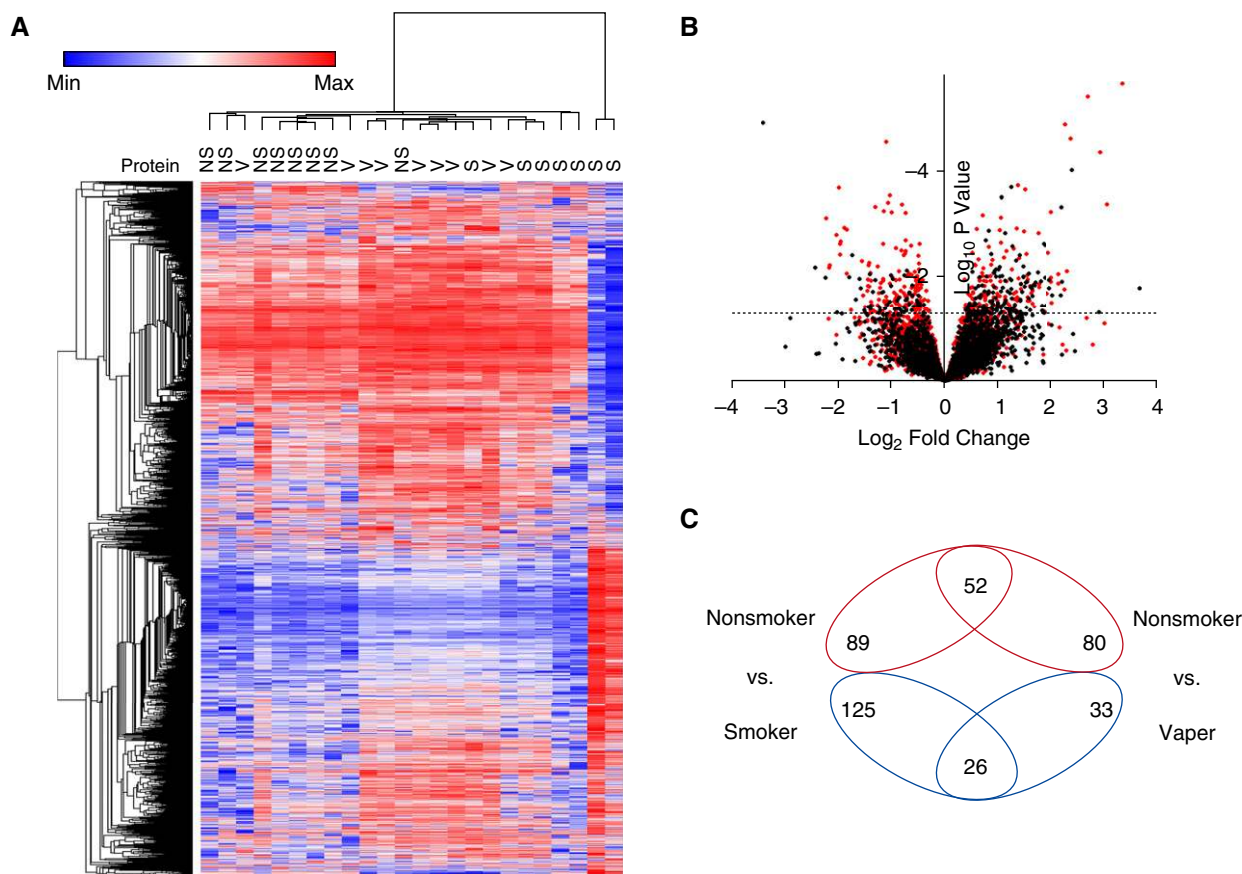 A
Min Max
NS NS V NS NS NS NS NS V V V NS V V V S V V S S S S S S
Protein
B
–4
–2
Log10 P Value
–4 –3 –2 –1 0 1 2 3 4
Log2 Fold Change
C
52
Nonsmoker Nonsmoker
89 80
vs. vs.
125 33
Smoker Vaper
26